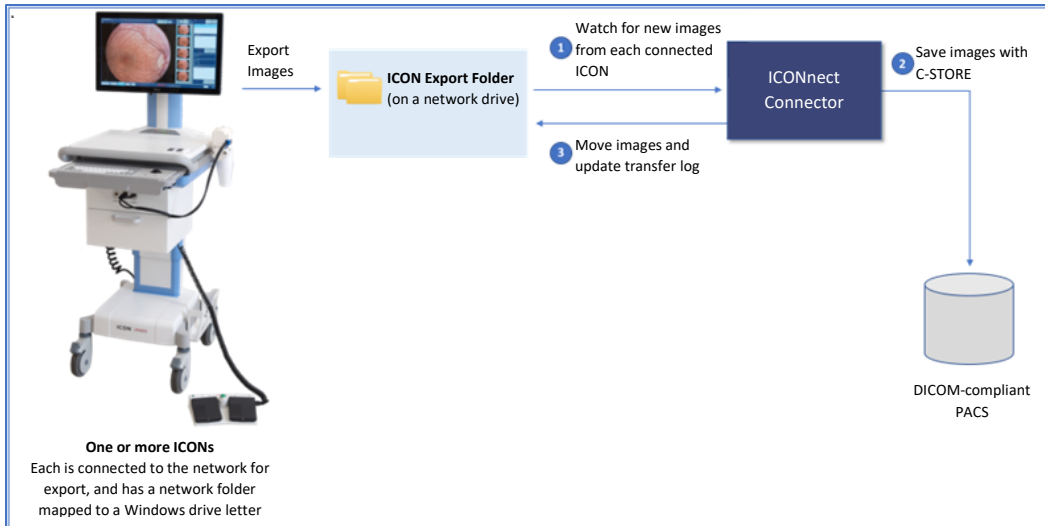 Export
Images
ICON Export Folder
(on a network drive)
1
Watch for new images
from each connected
ICON
ICONnect
Connector
2
Save images with
C-STORE
3
Move images and
update transfer log
ICON
DICOM-compliant
PACS
One or more ICONs
Each is connected to the network for
export, and has a network folder
mapped to a Windows drive letter